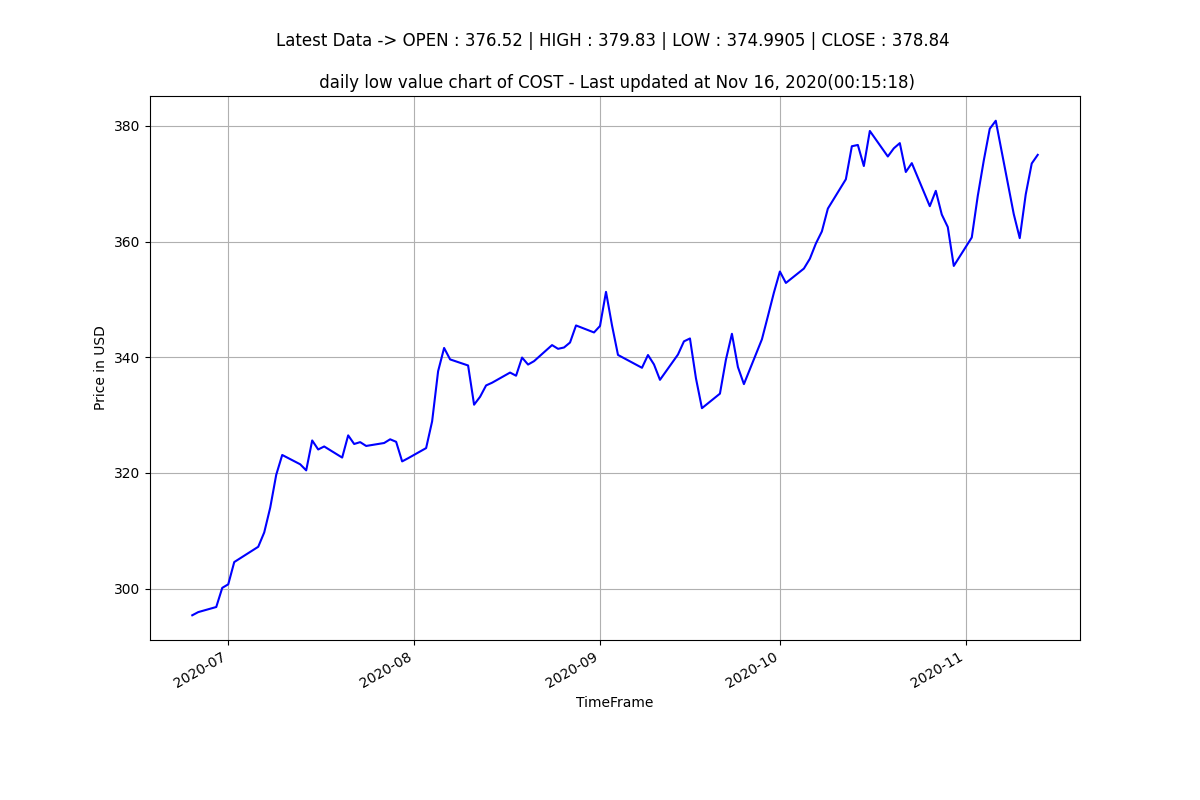 Latest Data -> OPEN : 376.52 | HIGH : 379.83 | LOW : 374.9905 | CLOSE : 378.84
daily low value chart of COST - Last updated at Nov 16, 2020(00:15:18)
380
360
340
320
300
Price in USD
2020-07
2020-08
2020-09
2020-10
2020-11
TimeFrame